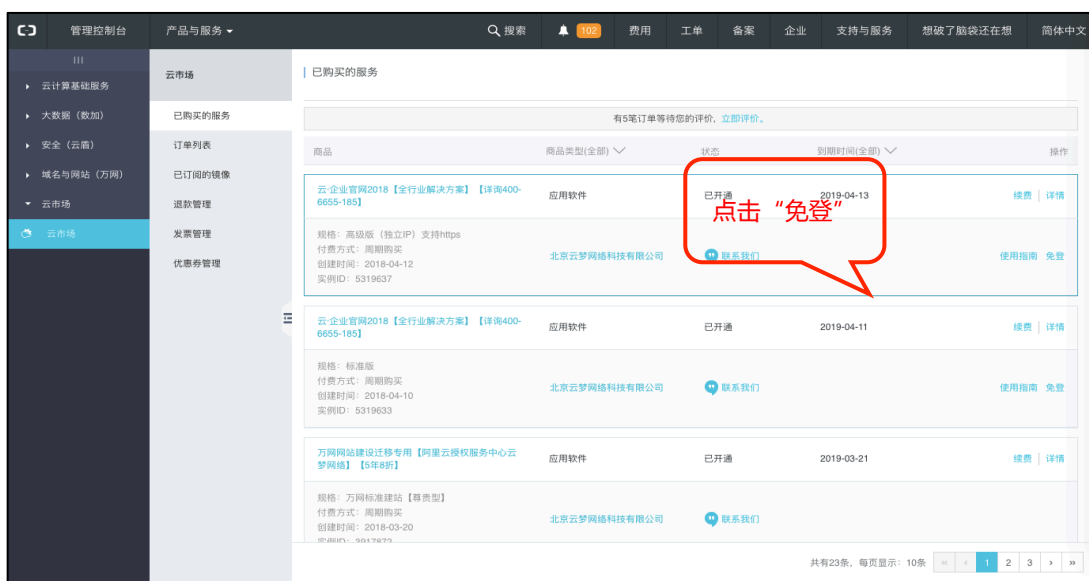 管理控制台 产品与服务 搜索 102 费用 工单 备案 企业 支持与服务 想破了脑袋还在想 简体中文
云计算基础服务
大数据（数加）
安全（云盾）
域名与网站（万网）
云市场
云市场
云市场
已购买的服务
订单列表
已订阅的镜像
退款管理
发票管理
优惠券管理
已购买的服务
有5笔订单等待您的评价, 立即评价。
商品 商品类型(全部) 状态 到期时间(全部) 操作
云·企业官网2018【全行业解决方案】【详询400-
6655-185】
应用软件 已开通 2019-04-13 续费 详情
点击“免登”
规格：高级版（独立IP）支持https
付费方式：周期购买
创建时间：2018-04-12
实例ID：5319637
北京云梦网络科技有限公司 联系我们 使用指南 免登
云·企业官网2018【全行业解决方案】【详询400-
6655-185】
应用软件 已开通 2019-04-11 续费 详情
规格：标准版
付费方式：周期购买
创建时间：2018-04-10
实例ID：5319633
北京云梦网络科技有限公司 联系我们 使用指南 免登
万网网站建设迁移专用【阿里云授权服务中心云
梦网络】【5年8折】
应用软件 已开通 2019-03-21 续费 详情
规格：万网标准建站【尊贵型】
付费方式：周期购买
创建时间：2018-03-20
实例ID：3917872
北京云梦网络科技有限公司 联系我们
共有23条, 每页显示：10条 « ‹ 1 2 3 › »